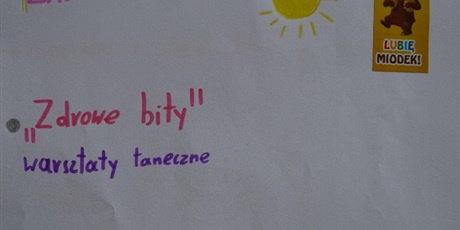 LUBIĘ
MIODEK!
„Zdrowe bity"
warsztaty taneczne